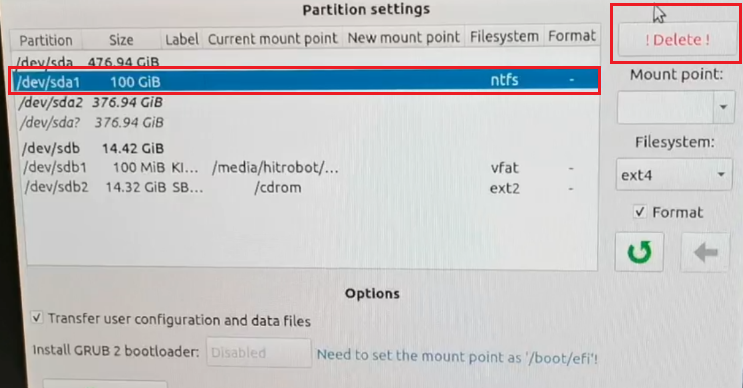 Partition settings
! Delete !
Partition Size Label Current mount point New mount point Filesystem Format
/dev/sda 476.94 GiB
/dev/sda1 100 GiB ntfs -
/dev/sda2 376.94 GiB
/dev/sda? 376.94 GiB
/dev/sdb 14.42 GiB
/dev/sdb1 100 MiB KI... /media/hitrobot/... vfat -
/dev/sdb2 14.32 GiB SB... /cdrom ext2 -
Mount point:
Filesystem:
ext4
Format
Options
Transfer user configuration and data files
Install GRUB 2 bootloader: Disabled Need to set the mount point as '/boot/efi'!